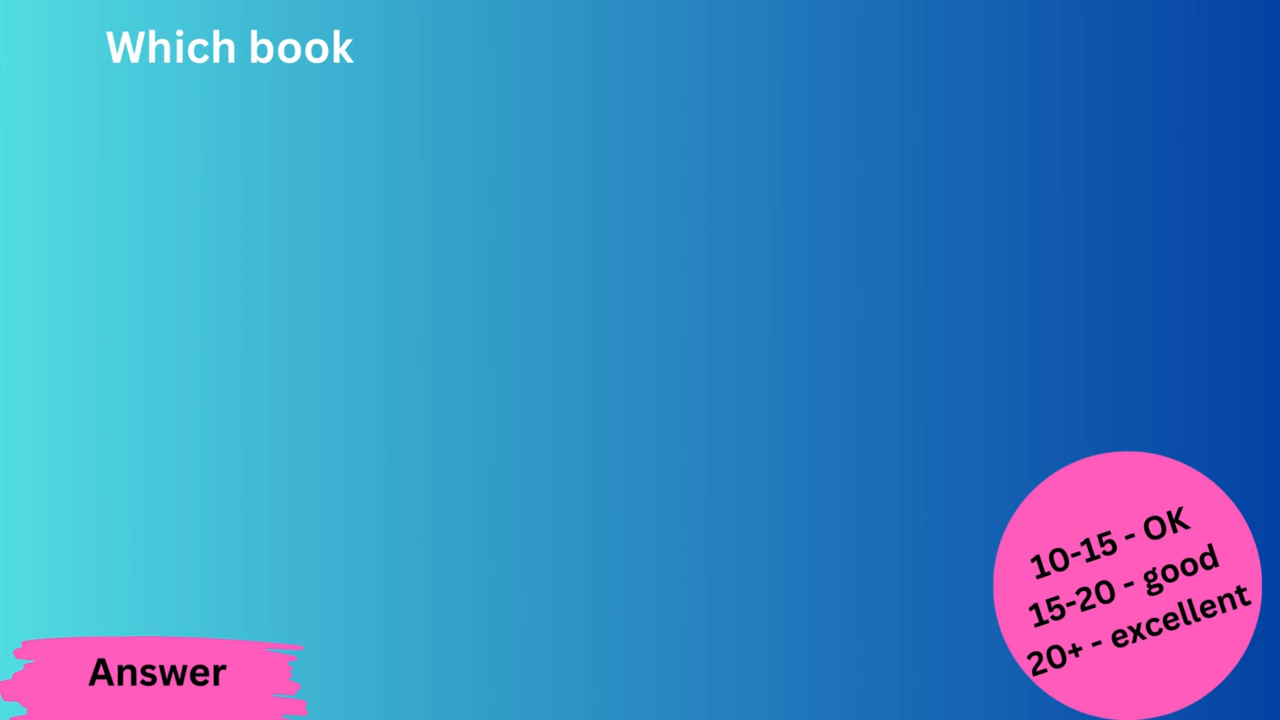 Which book
10-15 - OK
15-20 - good
20+ - excellent
Answer